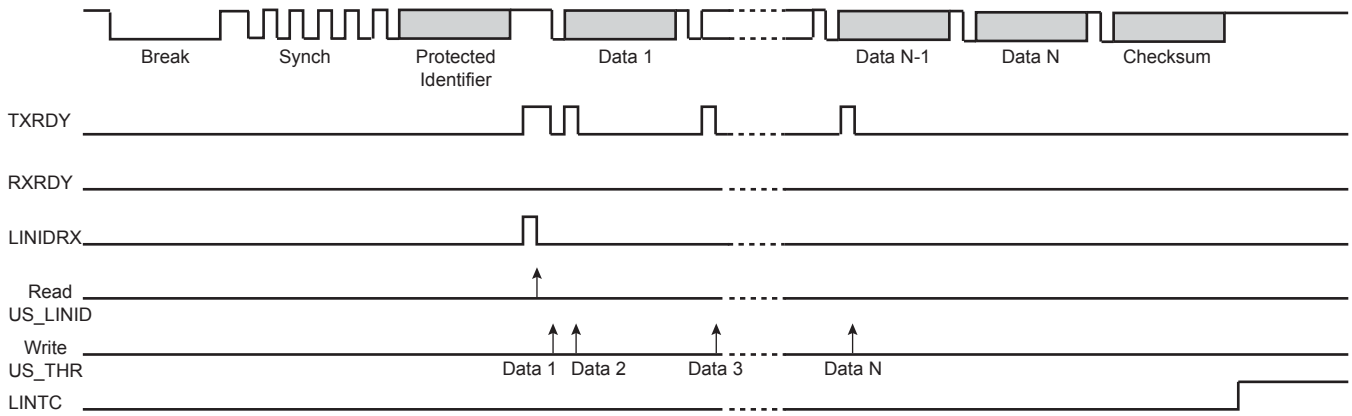 Break Synch Protected Data 1 Data N-1 Data N Checksum
Identifier
TXRDY
RXRDY
LINIDRX
Read
US_LINID
Write
US_THR Data 1 Data 2 Data 3 Data N
LINTC